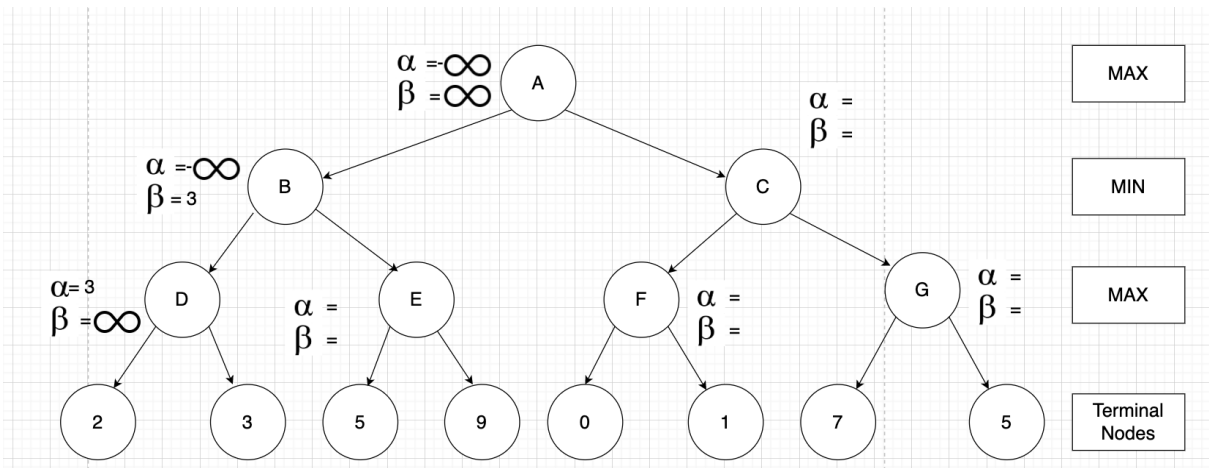 α =-∞
β =∞
A
MAX
α =
β =
α =-∞
β = 3
B
C
MIN
α= 3
β =∞
D
α =
β =
E
F
α =
β =
G
α =
β =
MAX
2
3
5
9
0
1
7
5
Terminal
Nodes